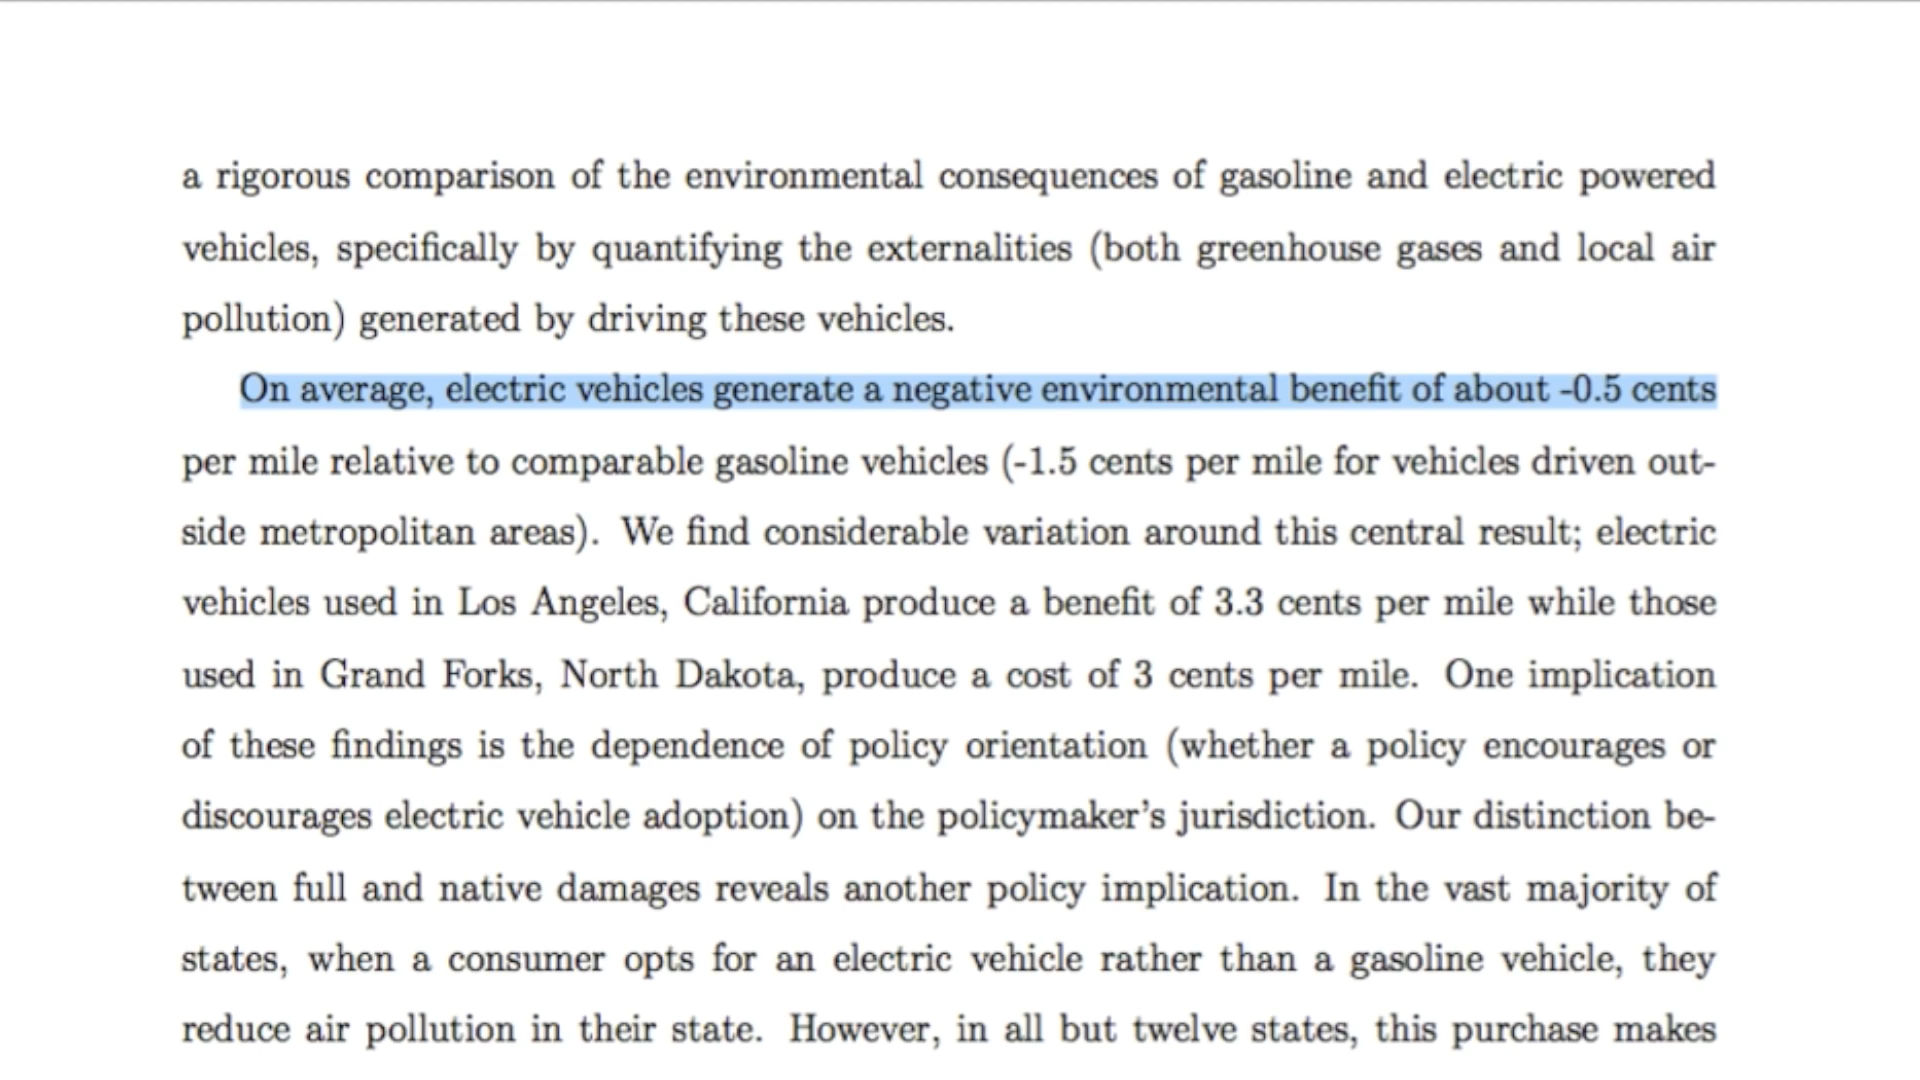 a rigorous comparison of the environmental consequences of gasoline and electric powered
vehicles, specifically by quantifying the externalities (both greenhouse gases and local air
pollution) generated by driving these vehicles.
On average, electric vehicles generate a negative environmental benefit of about -0.5 cents
per mile relative to comparable gasoline vehicles (-1.5 cents per mile for vehicles driven out-
side metropolitan areas). We find considerable variation around this central result; electric
vehicles used in Los Angeles, California produce a benefit of 3.3 cents per mile while those
used in Grand Forks, North Dakota, produce a cost of 3 cents per mile. One implication
of these findings is the dependence of policy orientation (whether a policy encourages or
discourages electric vehicle adoption) on the policymaker's jurisdiction. Our distinction be-
tween full and native damages reveals another policy implication. In the vast majority of
states, when a consumer opts for an electric vehicle rather than a gasoline vehicle, they
reduce air pollution in their state. However, in all but twelve states, this purchase makes